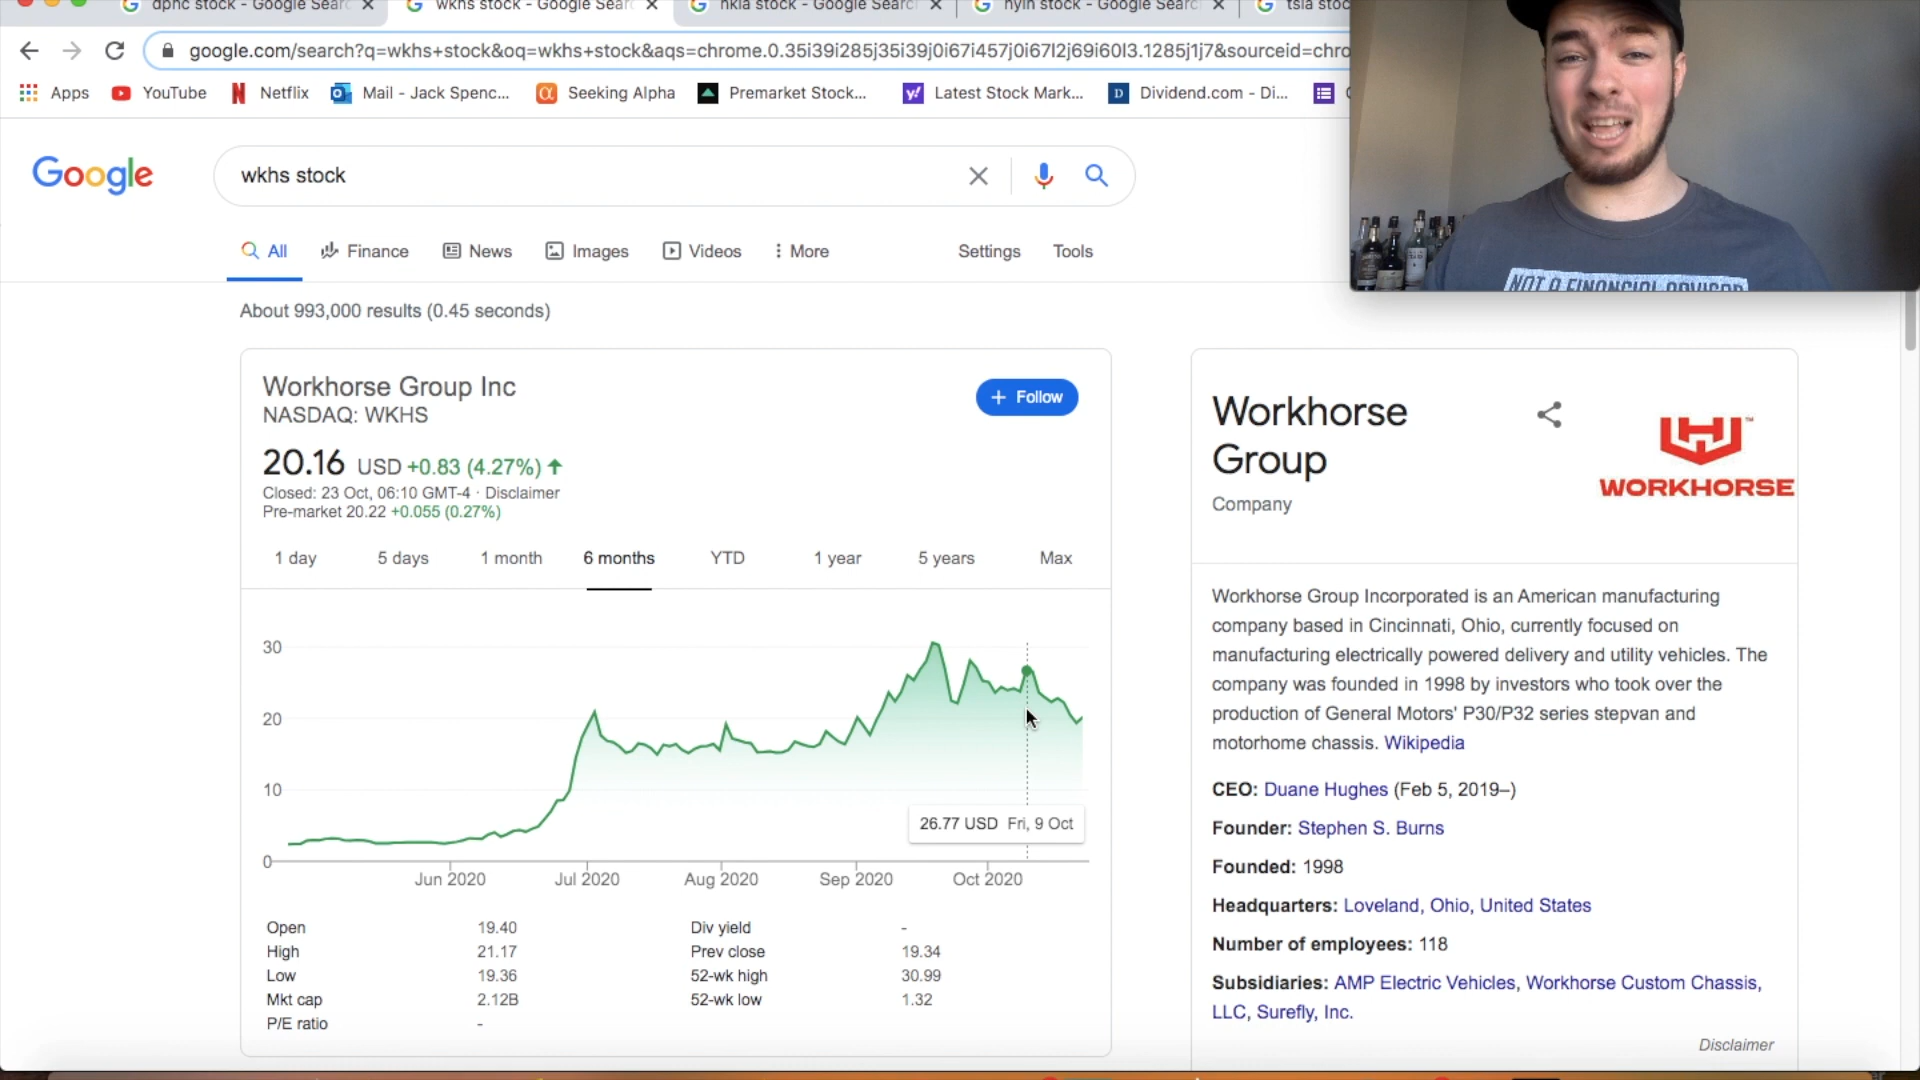 dphc stock - Google Searc
wkhs stock - Google Searc
nkla stock - Google Search
hyln stock - Google Search
tsla stoc
google.com/search?q=wkhs+stock&oq=wkhs+stock&aqs=chrome.0.35i39i285j35i39j0i67i457j0i67l2j69i60l3.1285j1j7&sourceid=chro
Apps YouTube Netflix Mail - Jack Spenc... Seeking Alpha Premarket Stock... Latest Stock Mark... Dividend.com - Di...
NOT A FINANCIAL ADVISOR
Google
wkhs stock
All Finance News Images Videos More Settings Tools
About 993,000 results (0.45 seconds)
Workhorse Group Inc
NASDAQ: WKHS
+ Follow
20.16 USD +0.83 (4.27%)
Closed: 23 Oct, 06:10 GMT-4 · Disclaimer
Pre-market 20.22 +0.055 (0.27%)
1 day 5 days 1 month 6 months YTD 1 year 5 years Max
30
20
10
0
26.77 USD Fri, 9 Oct
Jun 2020 Jul 2020 Aug 2020 Sep 2020 Oct 2020
Open 19.40 Div yield -
High 21.17 Prev close 19.34
Low 19.36 52-wk high 30.99
Mkt cap 2.12B 52-wk low 1.32
P/E ratio -
Workhorse
Group
Company
WORKHORSE
TM
Workhorse Group Incorporated is an American manufacturing
company based in Cincinnati, Ohio, currently focused on
manufacturing electrically powered delivery and utility vehicles. The
company was founded in 1998 by investors who took over the
production of General Motors' P30/P32 series stepvan and
motorhome chassis. Wikipedia
CEO: Duane Hughes (Feb 5, 2019–)
Founder: Stephen S. Burns
Founded: 1998
Headquarters: Loveland, Ohio, United States
Number of employees: 118
Subsidiaries: AMP Electric Vehicles, Workhorse Custom Chassis,
LLC, Surefly, Inc.
Disclaimer